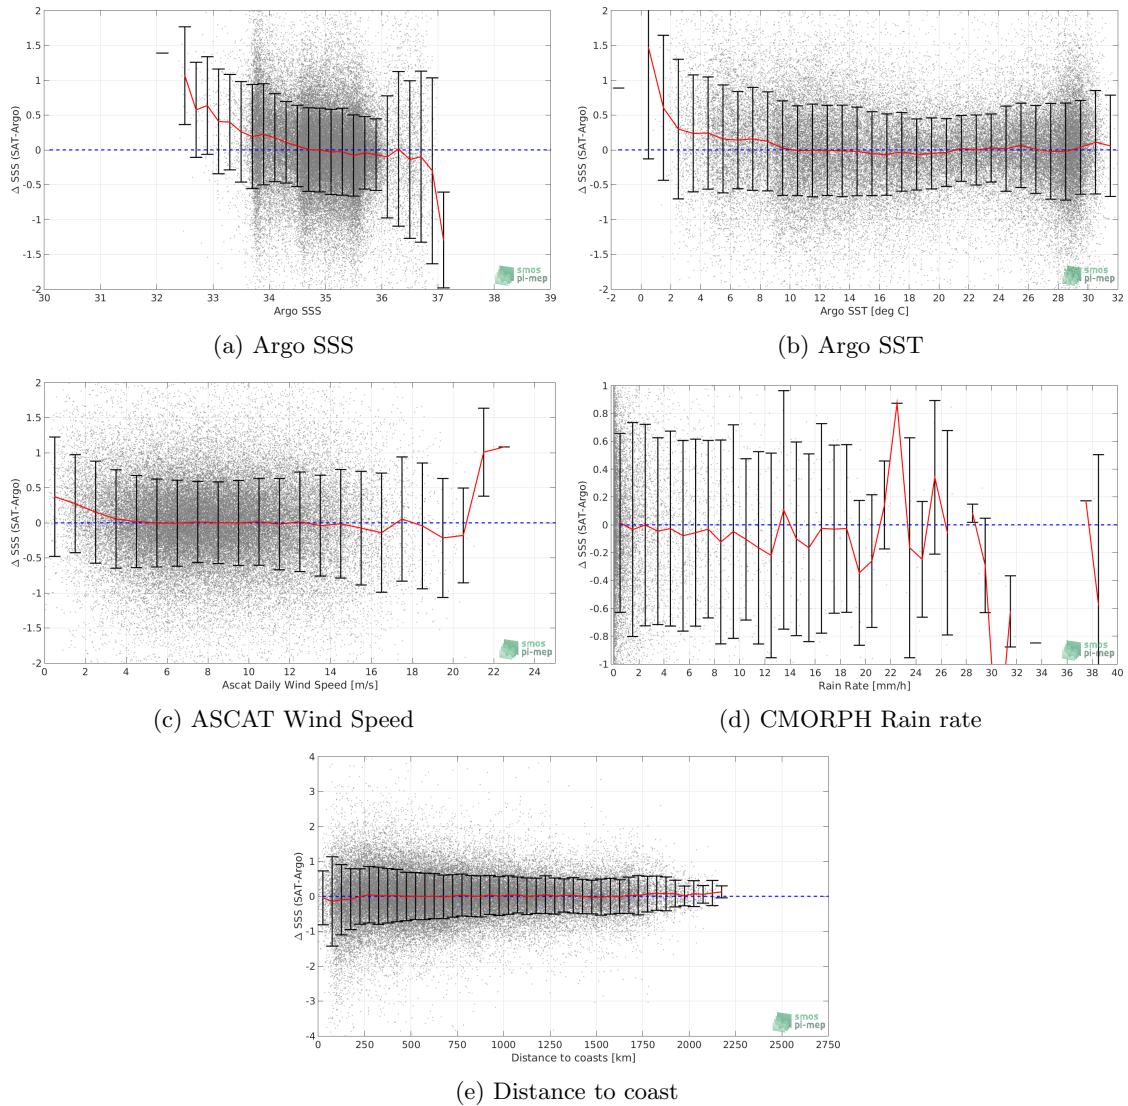 2
1.5
1
0.5
0
-0.5
-1
-1.5
-2
Δ SSS (SAT-Argo)
30 31 32 33 34 35 36 37 38 39
Argo SSS
smos
pi-mep
(a) Argo SSS
2
1.5
1
0.5
0
-0.5
-1
-1.5
-2
Δ SSS (SAT-Argo)
-2 0 2 4 6 8 10 12 14 16 18 20 22 24 26 28 30 32
Argo SST [deg C]
smos
pi-mep
(b) Argo SST
2
1.5
1
0.5
0
-0.5
-1
-1.5
-2
Δ SSS (SAT-Argo)
0 2 4 6 8 10 12 14 16 18 20 22 24
Ascat Daily Wind Speed [m/s]
smos
pi-mep
(c) ASCAT Wind Speed
1
0.8
0.6
0.4
0.2
0
-0.2
-0.4
-0.6
-0.8
-1
Δ SSS (SAT-Argo)
0 2 4 6 8 10 12 14 16 18 20 22 24 26 28 30 32 34 36 38 40
Rain Rate [mm/h]
smos
pi-mep
(d) CMORPH Rain rate
4
3
2
1
0
-1
-2
-3
-4
Δ SSS (SAT-Argo)
0 250 500 750 1000 1250 1500 1750 2000 2250 2500 2750
Distance to coasts [km]
smos
pi-mep
(e) Distance to coast